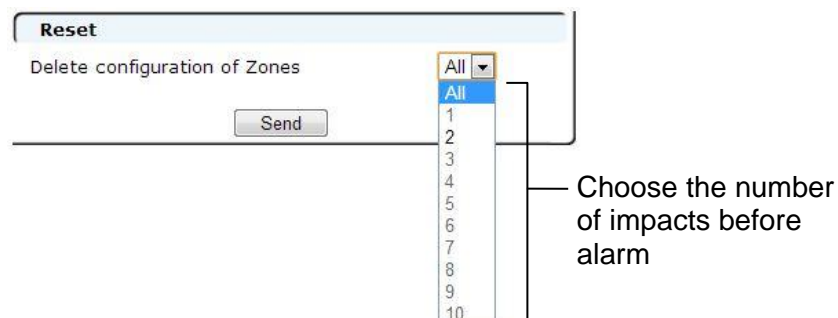 Reset
Delete configuration of Zones All
All
1
2
3
4
5
6
7
8
9
10
Send
Choose the number
of impacts before
alarm